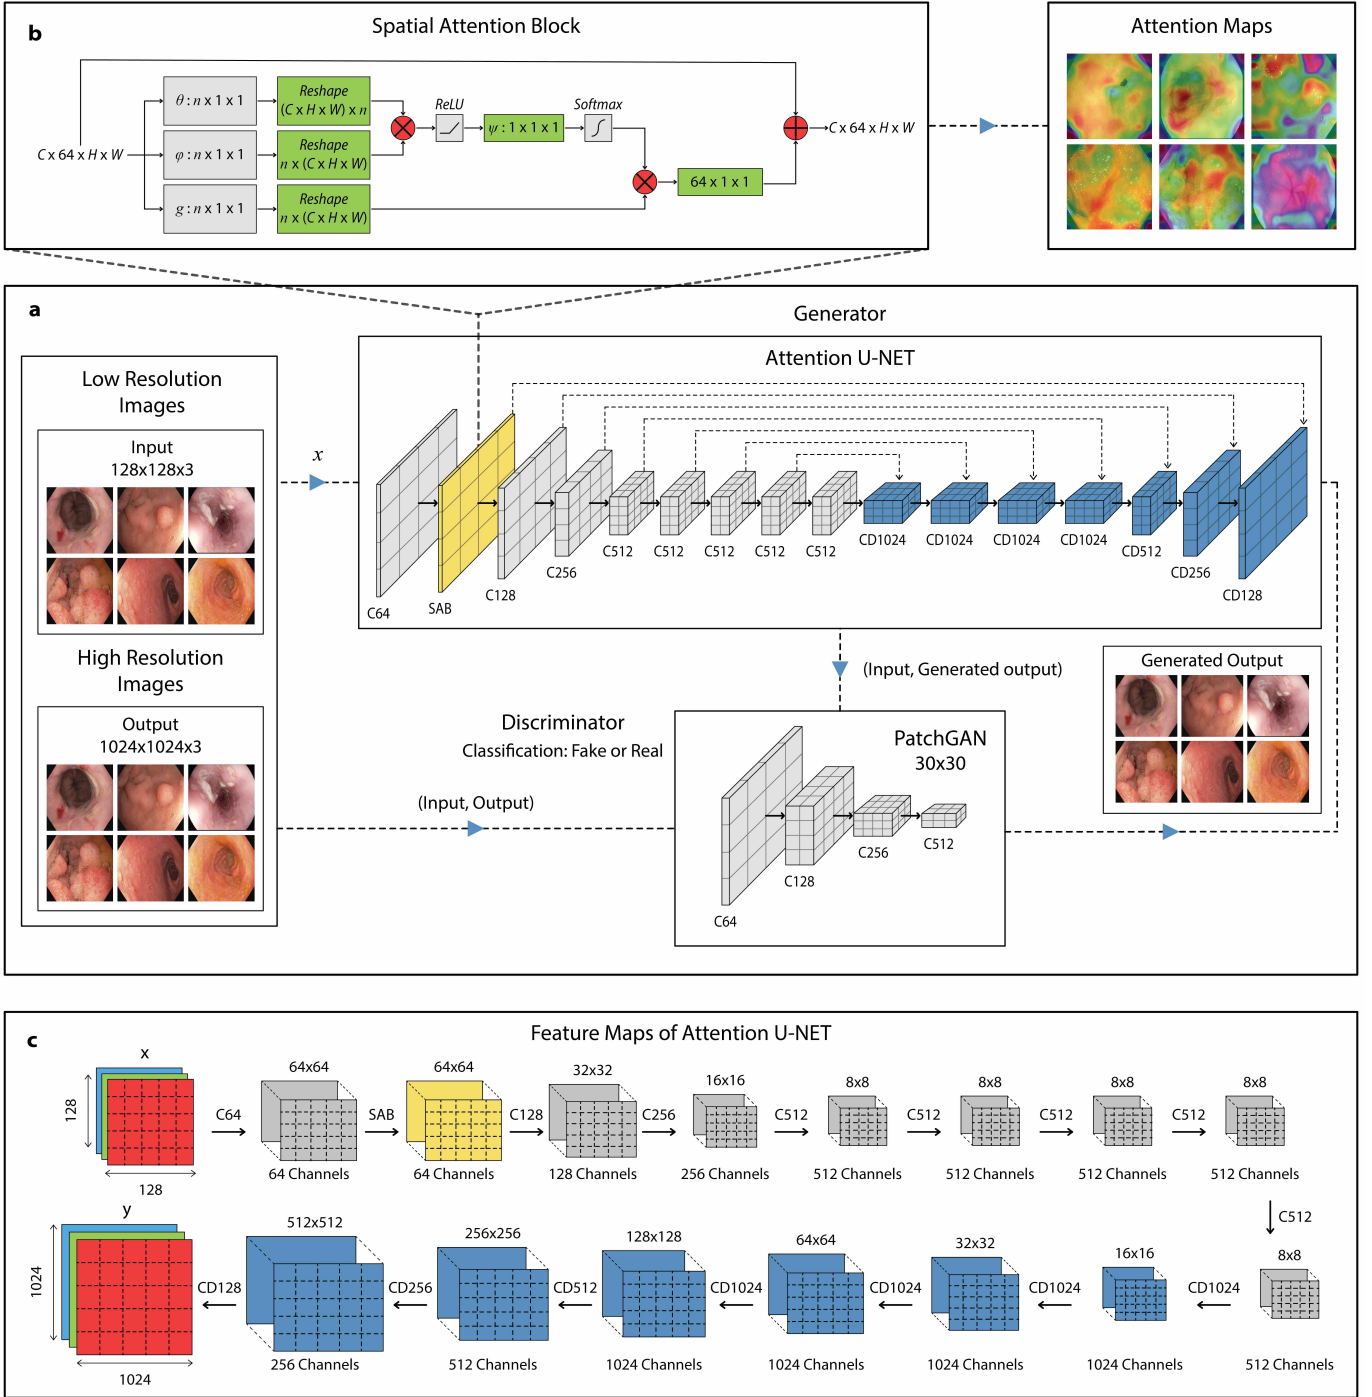 b
Spatial Attention Block
Attention Maps
C x 64 x H x W
θ : n x 1 x 1
Reshape
(C x H x W) x n
φ : n x 1 x 1
Reshape
n x (C x H x W)
g : n x 1 x 1
Reshape
n x (C x H x W)
ReLU
ψ : 1 x 1 x 1
Softmax
64 x 1 x 1
C x 64 x H x W
a
Generator
Attention U-NET
Low Resolution
Images
Input
128x128x3
x
C64
SAB
C128
C256
C512
C512
C512
C512
C512
CD1024
CD1024
CD1024
CD1024
CD512
CD256
CD128
High Resolution
Images
Output
1024x1024x3
(Input, Generated output)
Generated Output
Discriminator
Classification: Fake or Real
(Input, Output)
PatchGAN
30x30
C64
C128
C256
C512
c
Feature Maps of Attention U-NET
x
128
128
C64
64x64
64 Channels
SAB
64x64
64 Channels
C128
32x32
128 Channels
C256
16x16
256 Channels
C512
8x8
512 Channels
C512
8x8
512 Channels
C512
8x8
512 Channels
C512
8x8
512 Channels
C512
y
1024
1024
CD128
512x512
256 Channels
CD256
256x256
512 Channels
CD512
128x128
1024 Channels
CD1024
64x64
1024 Channels
CD1024
32x32
1024 Channels
CD1024
16x16
1024 Channels
CD1024
8x8
512 Channels